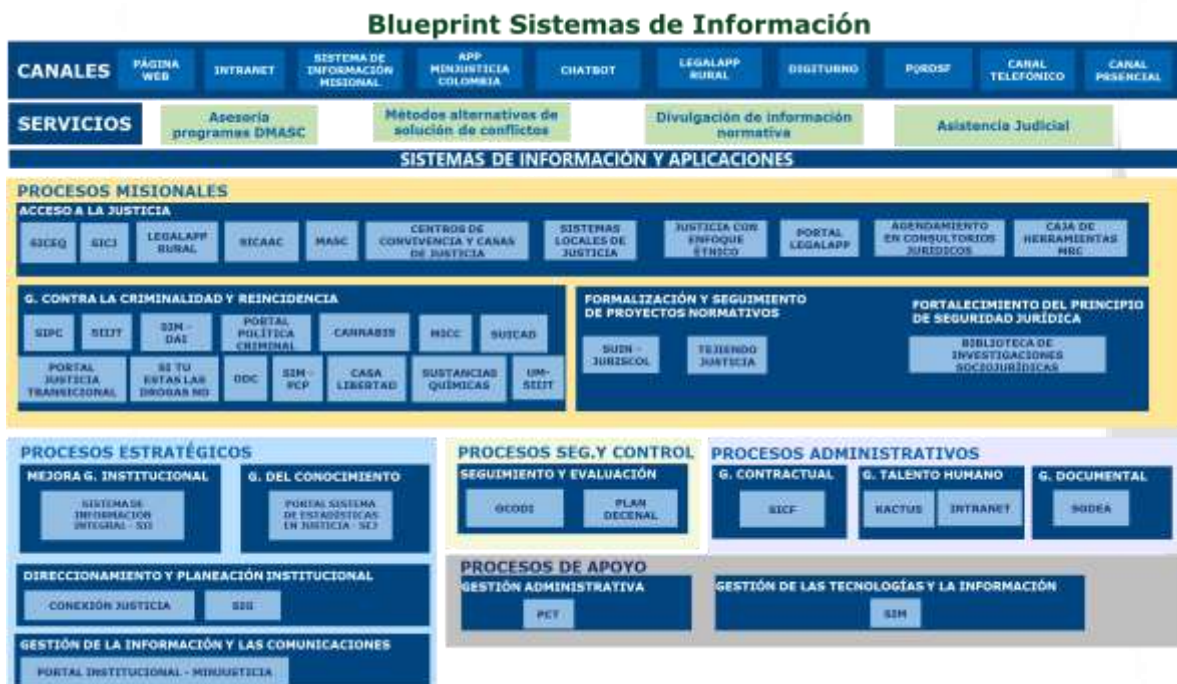 Blueprint Sistemas de Información
CANALES
PÁGINA
WEB
INTRANET
SISTEMA DE
INFORMACIÓN
MISIONAL
APP
MINJUSTICIA
COLOMBIA
CHATBOT
LEGALAPP
RURAL
DIGITURNO
PQRDSF
CANAL
TELEFÓNICO
CANAL
PRSENCIAL
SERVICIOS
Asesoría
programas DMASC
Métodos alternativos de
solución de conflictos
Divulgación de información
normativa
Asistencia Judicial
SISTEMAS DE INFORMACIÓN Y APLICACIONES
PROCESOS MISIONALES
ACCESO A LA JUSTICIA
SICEQ
SICJ
LEGALAPP
RURAL
SICAAC
MASC
CENTROS DE
CONVIVENCIA Y CASAS
DE JUSTICIA
SISTEMAS
LOCALES DE
JUSTICIA
JUSTICIA CON
ENFOQUE
ÉTNICO
PORTAL
LEGALAPP
AGENDAMIENTO
EN CONSULTORIOS
JURÍDICOS
CAJA DE
HERRAMIENTAS
MRC
G. CONTRA LA CRIMINALIDAD Y REINCIDENCIA
SIPC
SIIJT
SIM -
DAI
PORTAL
POLÍTICA
CRIMINAL
CANNABIS
MICC
SUICAD
PORTAL
JUSTICIA
TRANSICIONAL
SI TU
ESTAS LAS
DROGAS NO
ODC
SIM -
PCP
CASA
LIBERTAD
SUSTANCIAS
QUÍMICAS
UM-
SIIJT
FORMALIZACIÓN Y SEGUIMIENTO
DE PROYECTOS NORMATIVOS
SUIN -
JURISCOL
TEJIENDO
JUSTICIA
FORTALECIMIENTO DEL PRINCIPIO
DE SEGURIDAD JURÍDICA
BIBLIOTECA DE
INVESTIGACIONES
SOCIOJURÍDICAS
PROCESOS ESTRATÉGICOS
MEJORA G. INSTITUCIONAL
SISTEMA DE
INFORMACIÓN
INTEGRAL - SII
G. DEL CONOCIMIENTO
PORTAL SISTEMA
DE ESTADÍSTICAS
EN JUSTICIA - SEJ
DIRECCIONAMIENTO Y PLANEACIÓN INSTITUCIONAL
CONEXIÓN JUSTICIA
SIG
GESTIÓN DE LA INFORMACIÓN Y LAS COMUNICACIONES
PORTAL INSTITUCIONAL - MINJUSTICIA
PROCESOS SEG.Y CONTROL
SEGUIMIENTO Y EVALUACIÓN
GCODI
PLAN
DECENAL
PROCESOS ADMINISTRATIVOS
G. CONTRACTUAL
SICF
G. TALENTO HUMANO
KACTUS
INTRANET
G. DOCUMENTAL
SGDEA
PROCESOS DE APOYO
GESTIÓN ADMINISTRATIVA
PCT
GESTIÓN DE LAS TECNOLOGÍAS Y LA INFORMACIÓN
SIM